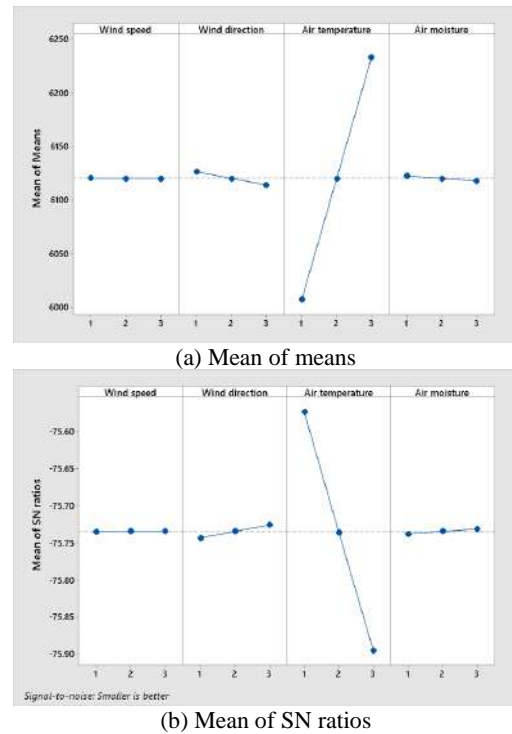 Wind speed Wind direction Air temperature Air moisture
6250
6200
6150
6100
6050
6000
Mean of Means
1 2 3 1 2 3 1 2 3 1 2 3
(a) Mean of means
Wind speed Wind direction Air temperature Air moisture
-75.60
-75.65
-75.70
-75.75
-75.80
-75.85
-75.90
Mean of SN ratios
1 2 3 1 2 3 1 2 3 1 2 3
Signal-to-noise: Smaller is better
(b) Mean of SN ratios